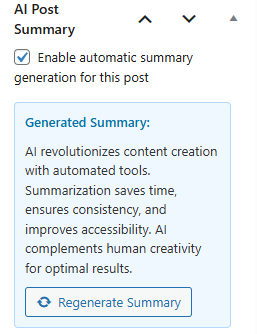 AI Post
Summary
Enable automatic summary
generation for this post
Generated Summary:
AI revolutionizes content creation
with automated tools.
Summarization saves time,
ensures consistency, and
improves accessibility. AI
complements human creativity
for optimal results.
Regenerate Summary